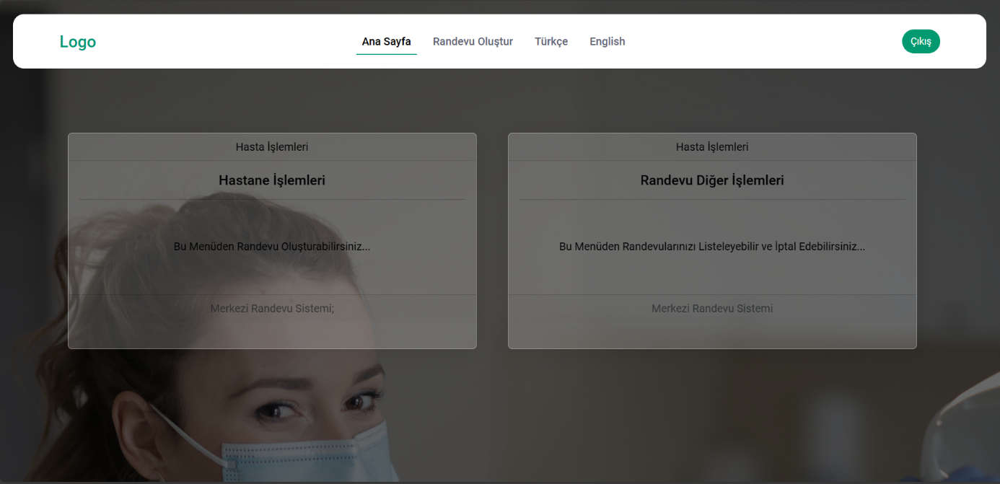 Logo
Ana Sayfa
Randevu Oluştur
Türkçe
English
Çıkış
Hasta İşlemleri
Hastane İşlemleri
Bu Menüden Randevu Oluşturabilirsiniz...
Merkezi Randevu Sistemi;
Hasta İşlemleri
Randevu Diğer İşlemleri
Bu Menüden Randevularınızı Listeleyebilir ve İptal Edebilirsiniz...
Merkezi Randevu Sistemi